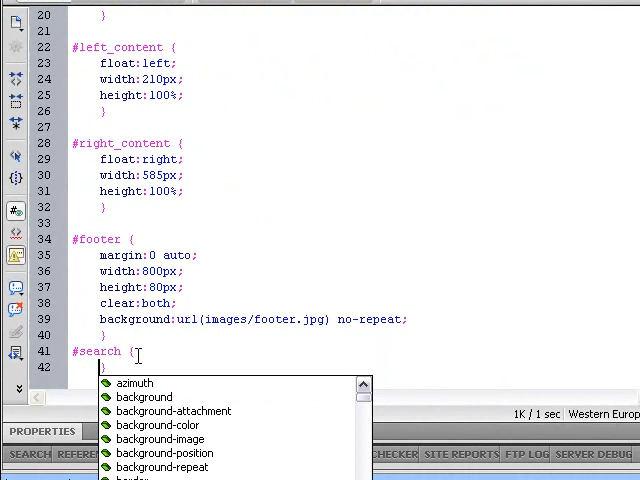 20 }
21
22 #left_content {
23 float:left;
24 width:210px;
25 height:100%;
26 }
27
28 #right_content {
29 float:right;
30 width:585px;
31 height:100%;
32 }
33
34 #footer {
35 margin:0 auto;
36 width:800px;
37 height:80px;
38 clear:both;
39 background:url(images/footer.jpg) no-repeat;
40 }
41 #search {
42 }
azimuth
background
background-attachment
background-color
background-image
background-position
background-repeat
1K / 1 sec Western Europ
PROPERTIES
SEARCH REFEREN CHECKER SITE REPORTS FTP LOG SERVER DEBUG